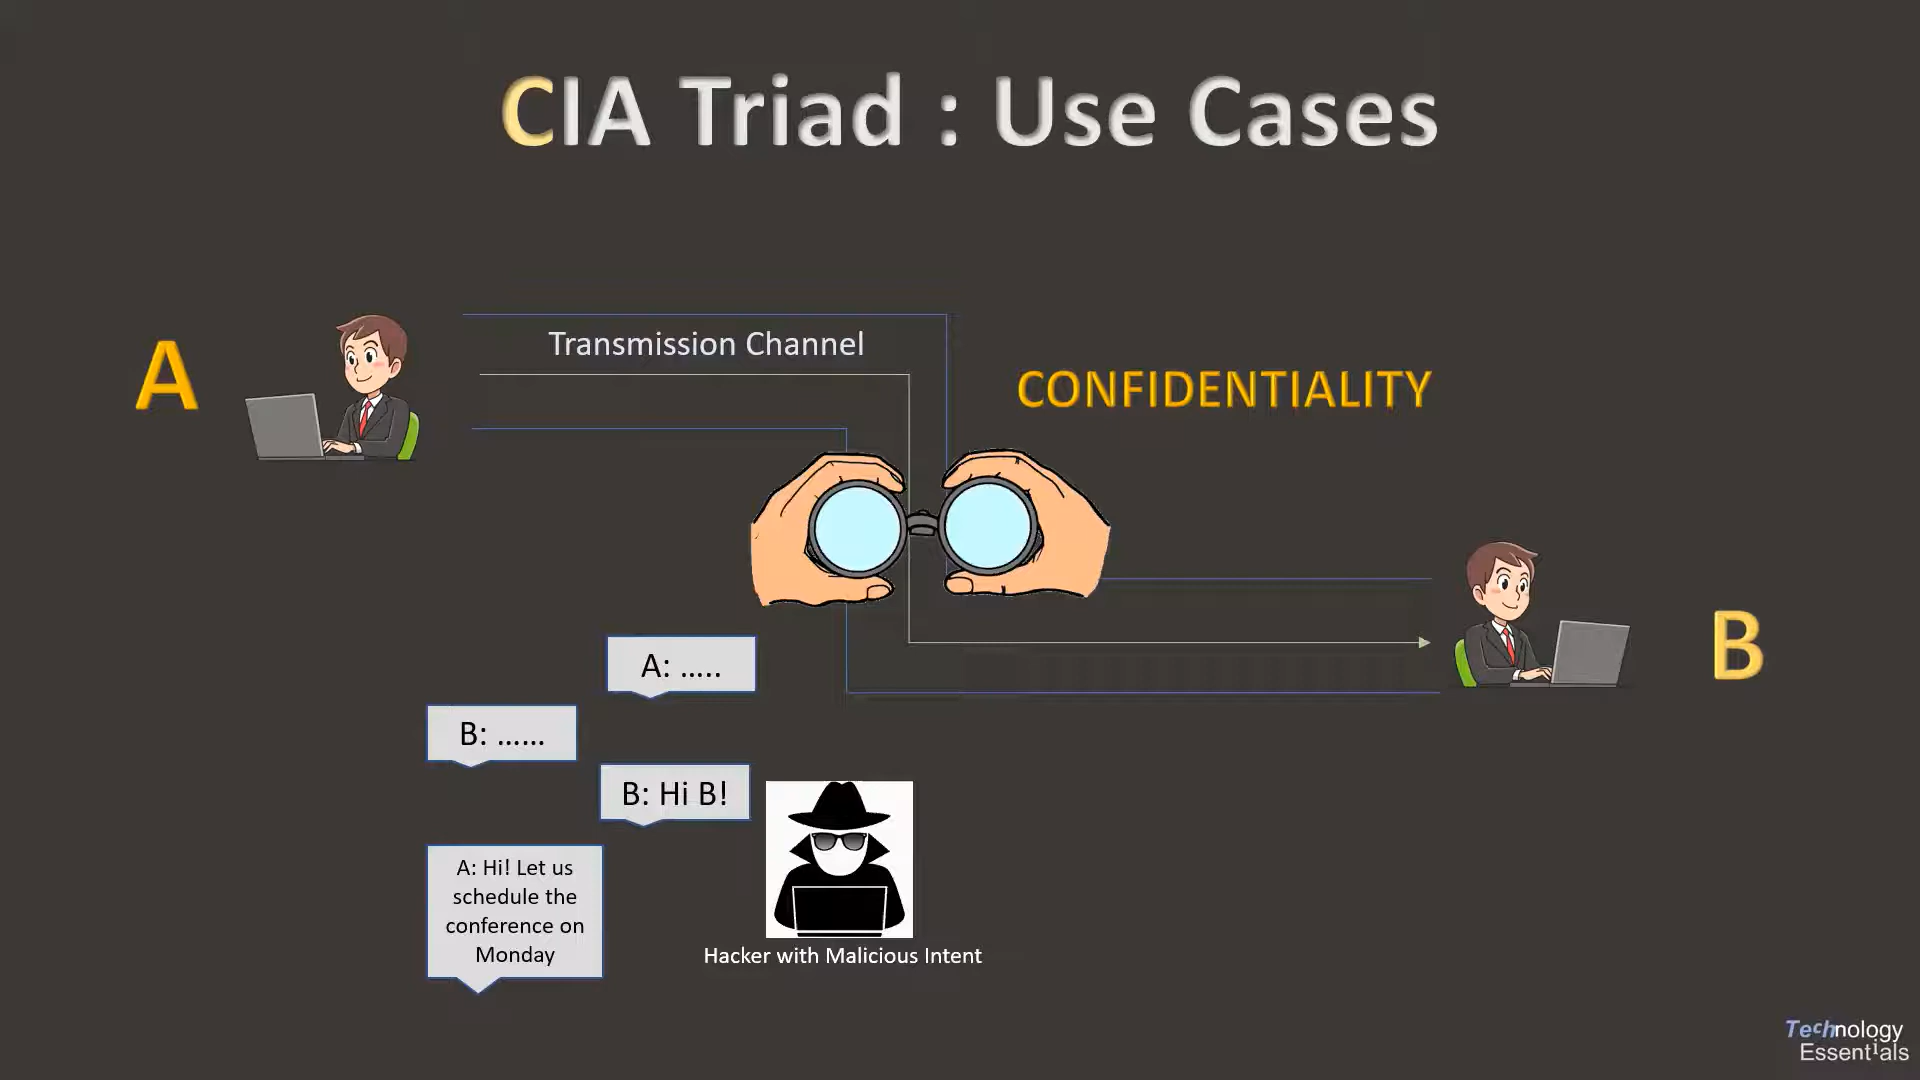 CIA Triad : Use Cases
Transmission Channel
A
CONFIDENTIALITY
B
A: .....
B: ......
B: Hi B!
A: Hi! Let us
schedule the
conference on
Monday
Hacker with Malicious Intent
Technology
Essentials